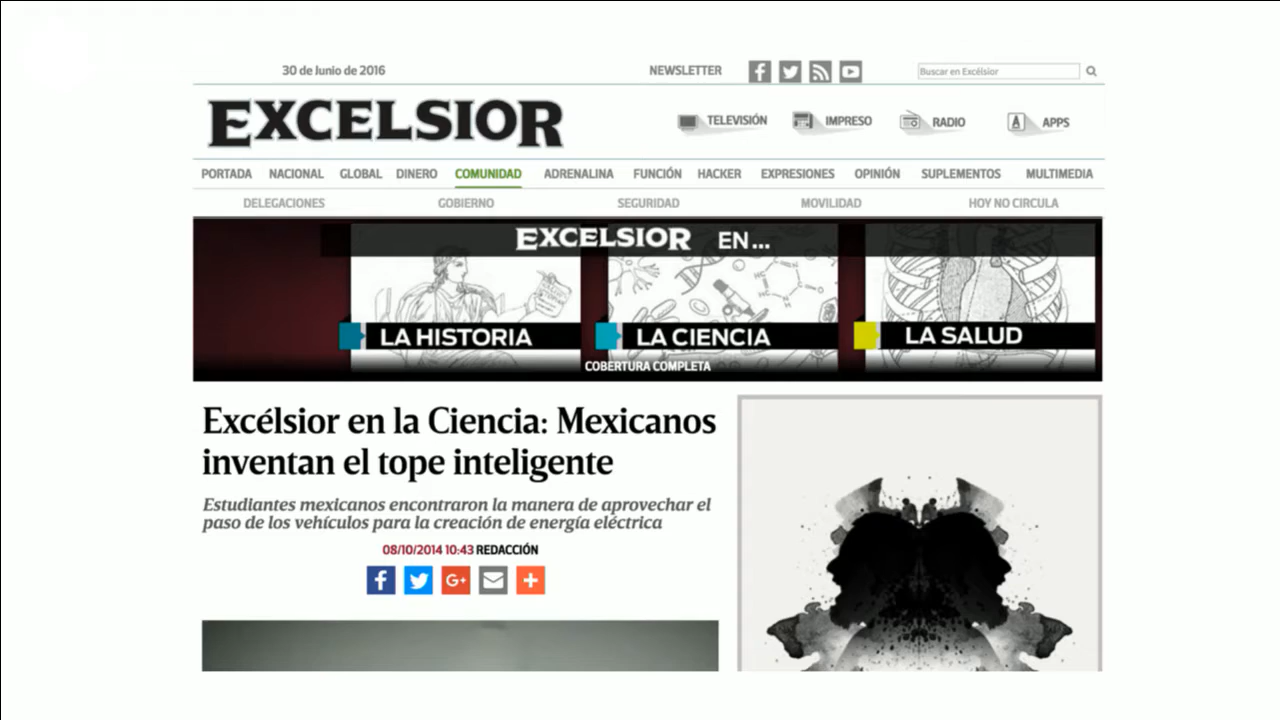 30 de Junio de 2016
NEWSLETTER
Buscar en Excélsior
EXCELSIOR
TELEVISIÓN IMPRESO RADIO APPS
PORTADA NACIONAL GLOBAL DINERO COMUNIDAD ADRENALINA FUNCIÓN HACKER EXPRESIONES OPINIÓN SUPLEMENTOS MULTIMEDIA
DELEGACIONES GOBIERNO SEGURIDAD MOVILIDAD HOY NO CIRCULA
EXCELSIOR EN...
LA HISTORIA LA CIENCIA LA SALUD
COBERTURA COMPLETA
Excélsior en la Ciencia: Mexicanos
inventan el tope inteligente
Estudiantes mexicanos encontraron la manera de aprovechar el
paso de los vehículos para la creación de energía eléctrica
08/10/2014 10:43 REDACCIÓN